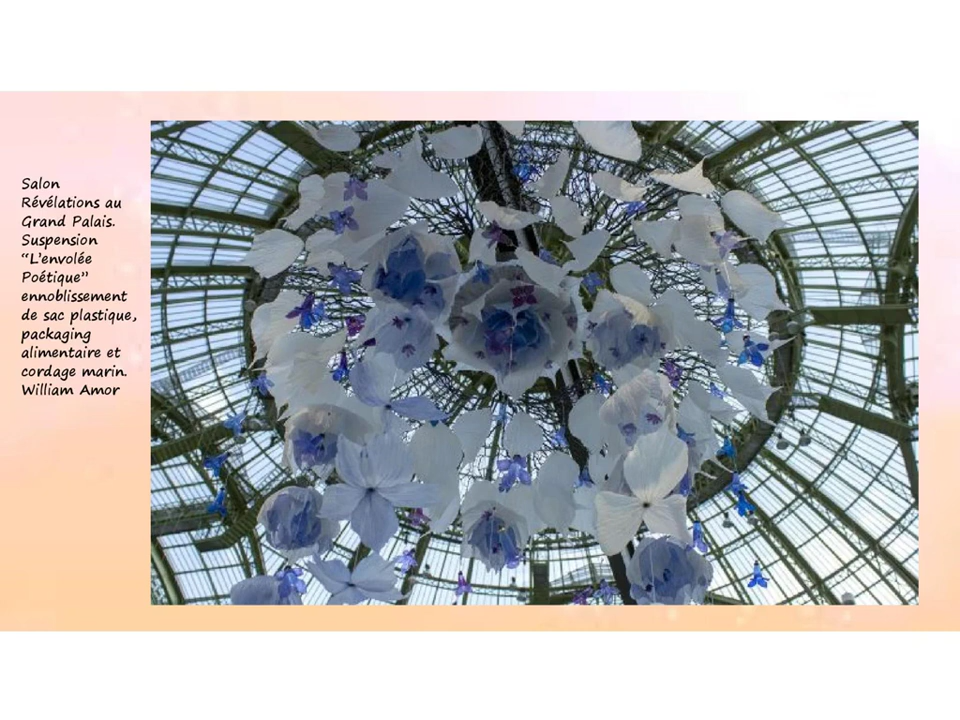 Salon
Révélations au
Grand Palais.
Suspension
“L’envolée
Poétique”
ennoblissement
de sac plastique,
packaging
alimentaire et
cordage marin.
William Amor